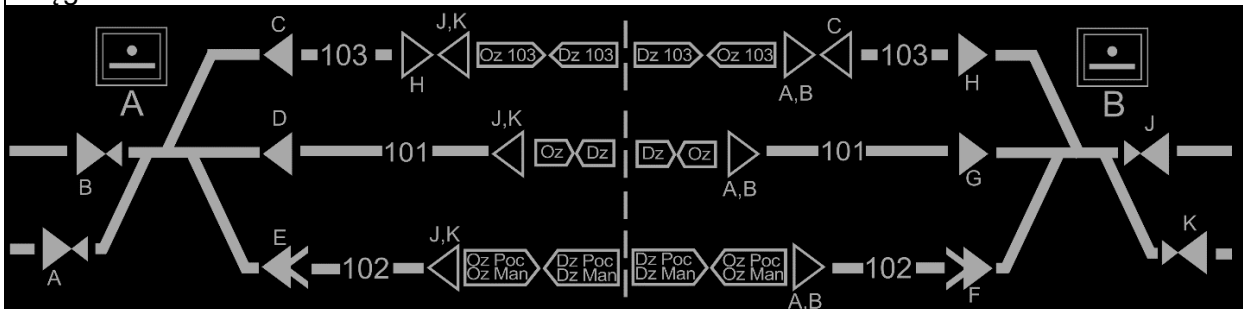 C J,K C
103 Oz 103 Dz 103 Dz 103 Oz 103 103
A H A,B H B
D J,K J
101 Oz Dz Dz Oz 101
B A,B G
E J,K K
102 Oz Poc Dz Poc Dz Poc Oz Poc 102
Oz Man Dz Man Dz Man Oz Man
A A,B F